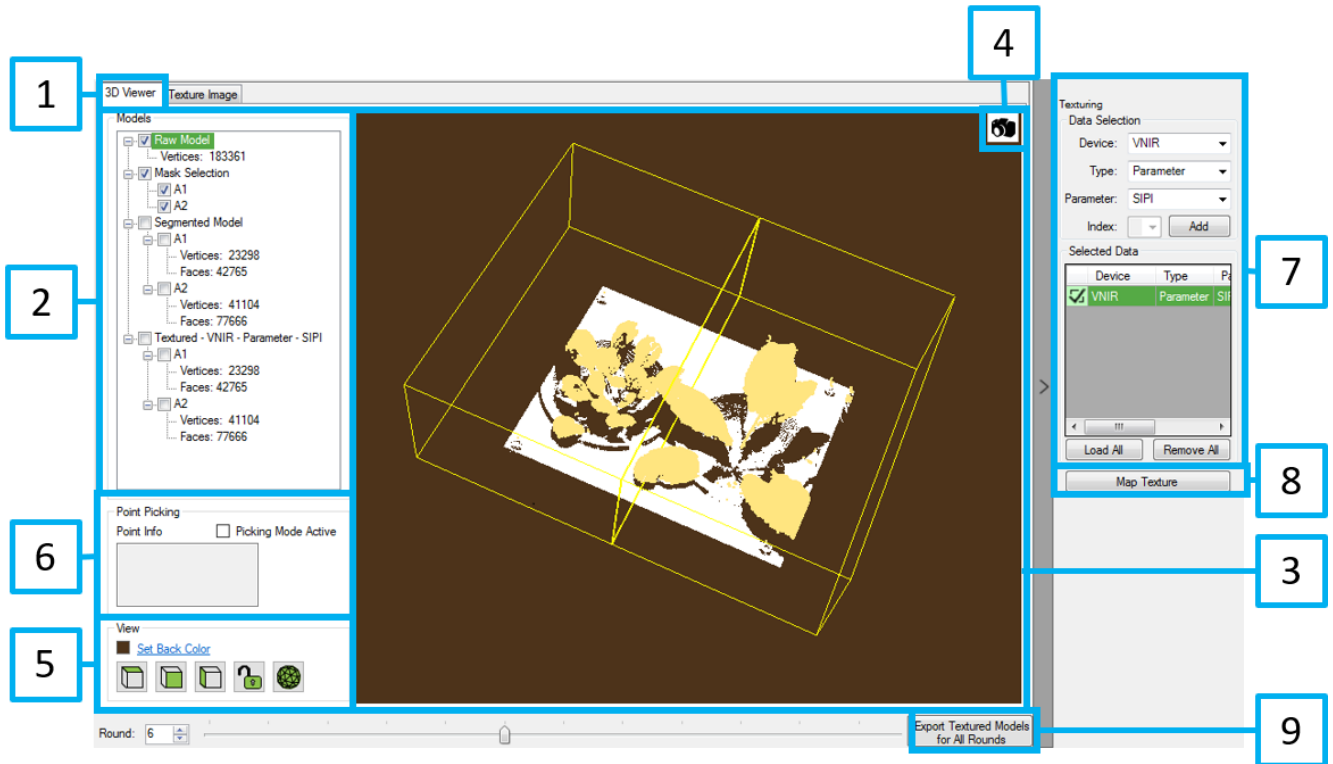 4
1
3D Viewer
Texture Image
Models
Raw Model
Vertices: 183361
Mask Selection
A1
A2
Segmented Model
A1
Vertices: 23298
Faces: 42765
A2
Vertices: 41104
Faces: 77666
Textured - VNIR - Parameter - SIPI
A1
Vertices: 23298
Faces: 42765
A2
Vertices: 41104
Faces: 77666
2
Point Picking
Point Info
Picking Mode Active
6
View
Set Back Color
5
Round: 6
Export Textured Models
for All Rounds
9
Texturing
Data Selection
Device: VNIR
Type: Parameter
Parameter: SIPI
Index: Add
Selected Data
Device Type Pa
VNIR Parameter SIF
Load All Remove All
7
Map Texture
8
3